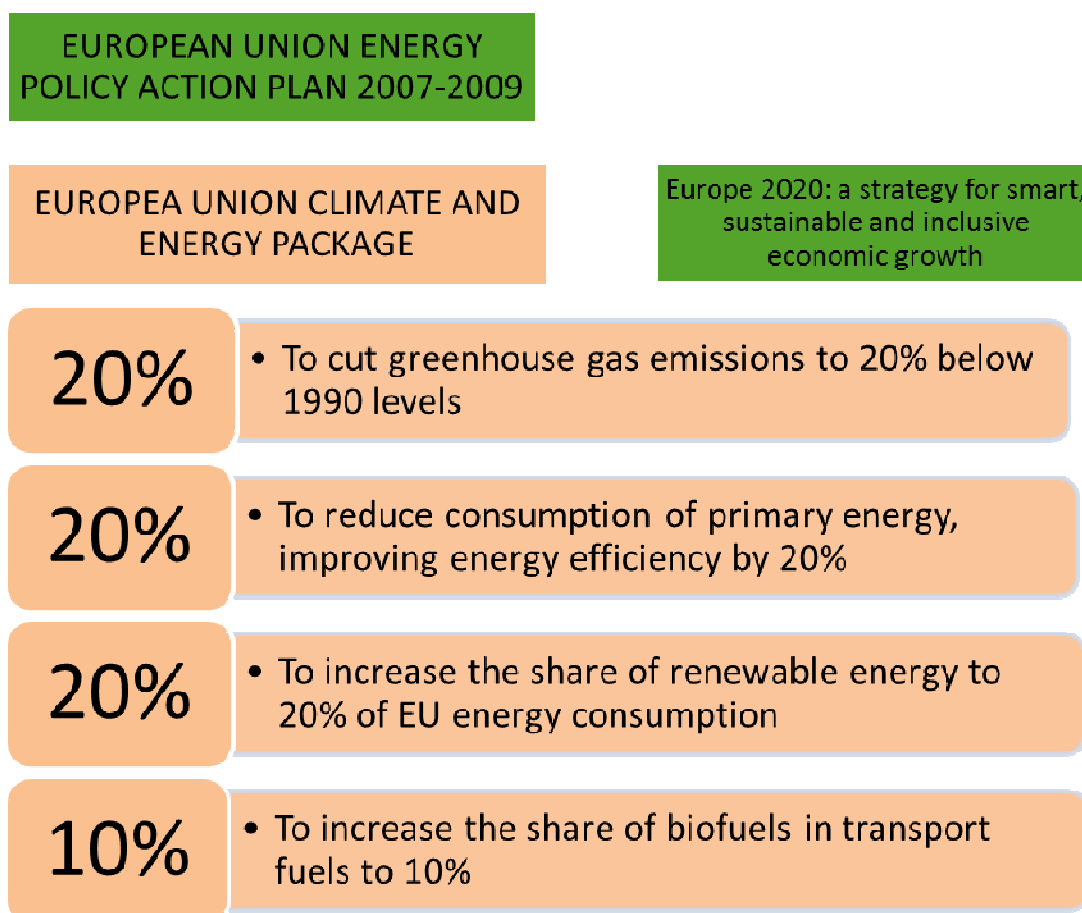 EUROPEAN UNION ENERGY
POLICY ACTION PLAN 2007-2009
EUROPEA UNION CLIMATE AND
ENERGY PACKAGE
Europe 2020: a strategy for smart,
sustainable and inclusive
economic growth
20%
• To cut greenhouse gas emissions to 20% below
1990 levels
20%
• To reduce consumption of primary energy,
improving energy efficiency by 20%
20%
• To increase the share of renewable energy to
20% of EU energy consumption
10%
• To increase the share of biofuels in transport
fuels to 10%